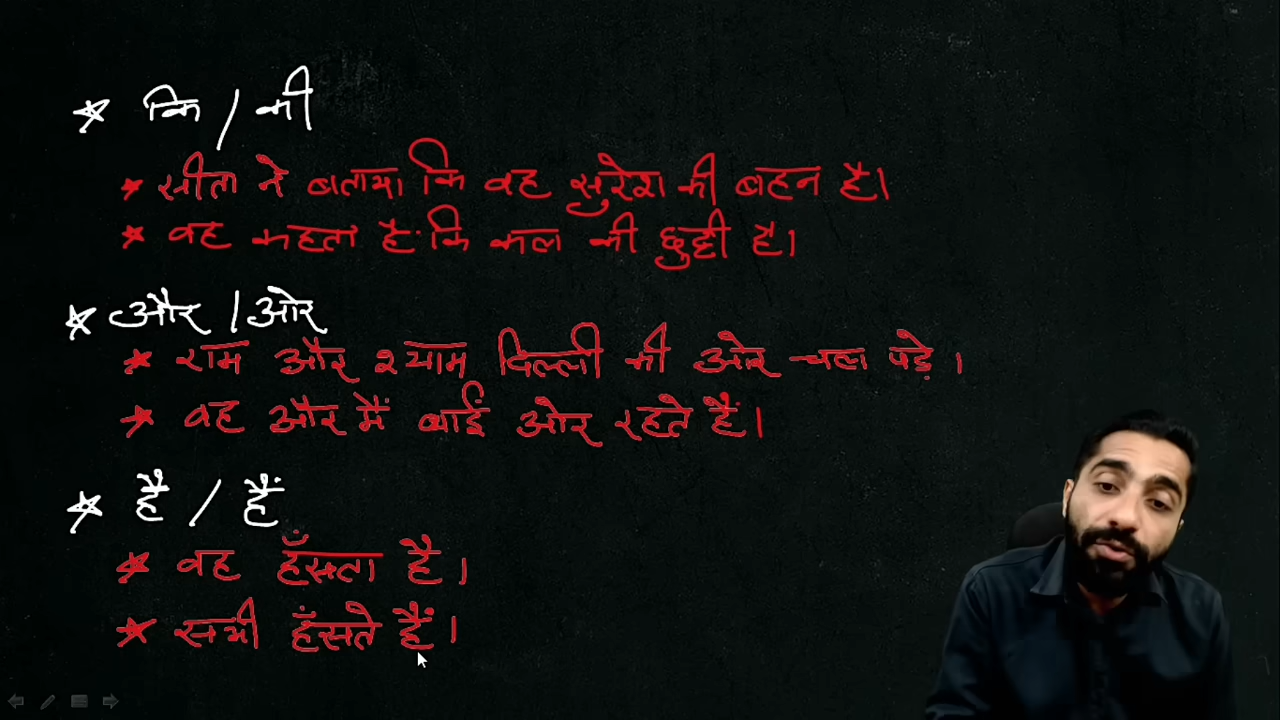 ★ कि / की
★ सीता ने बताया कि वह सुरेश की बहन है।
★ वह कहता है कि कल की छुट्टी है।
★ और / ओर
★ राम और श्याम दिल्ली की ओर चल पड़े।
★ वह और मैं बाईं ओर रहते हैं।
★ है / हैं
★ वह हँसता है।
★ सभी हँसते हैं।